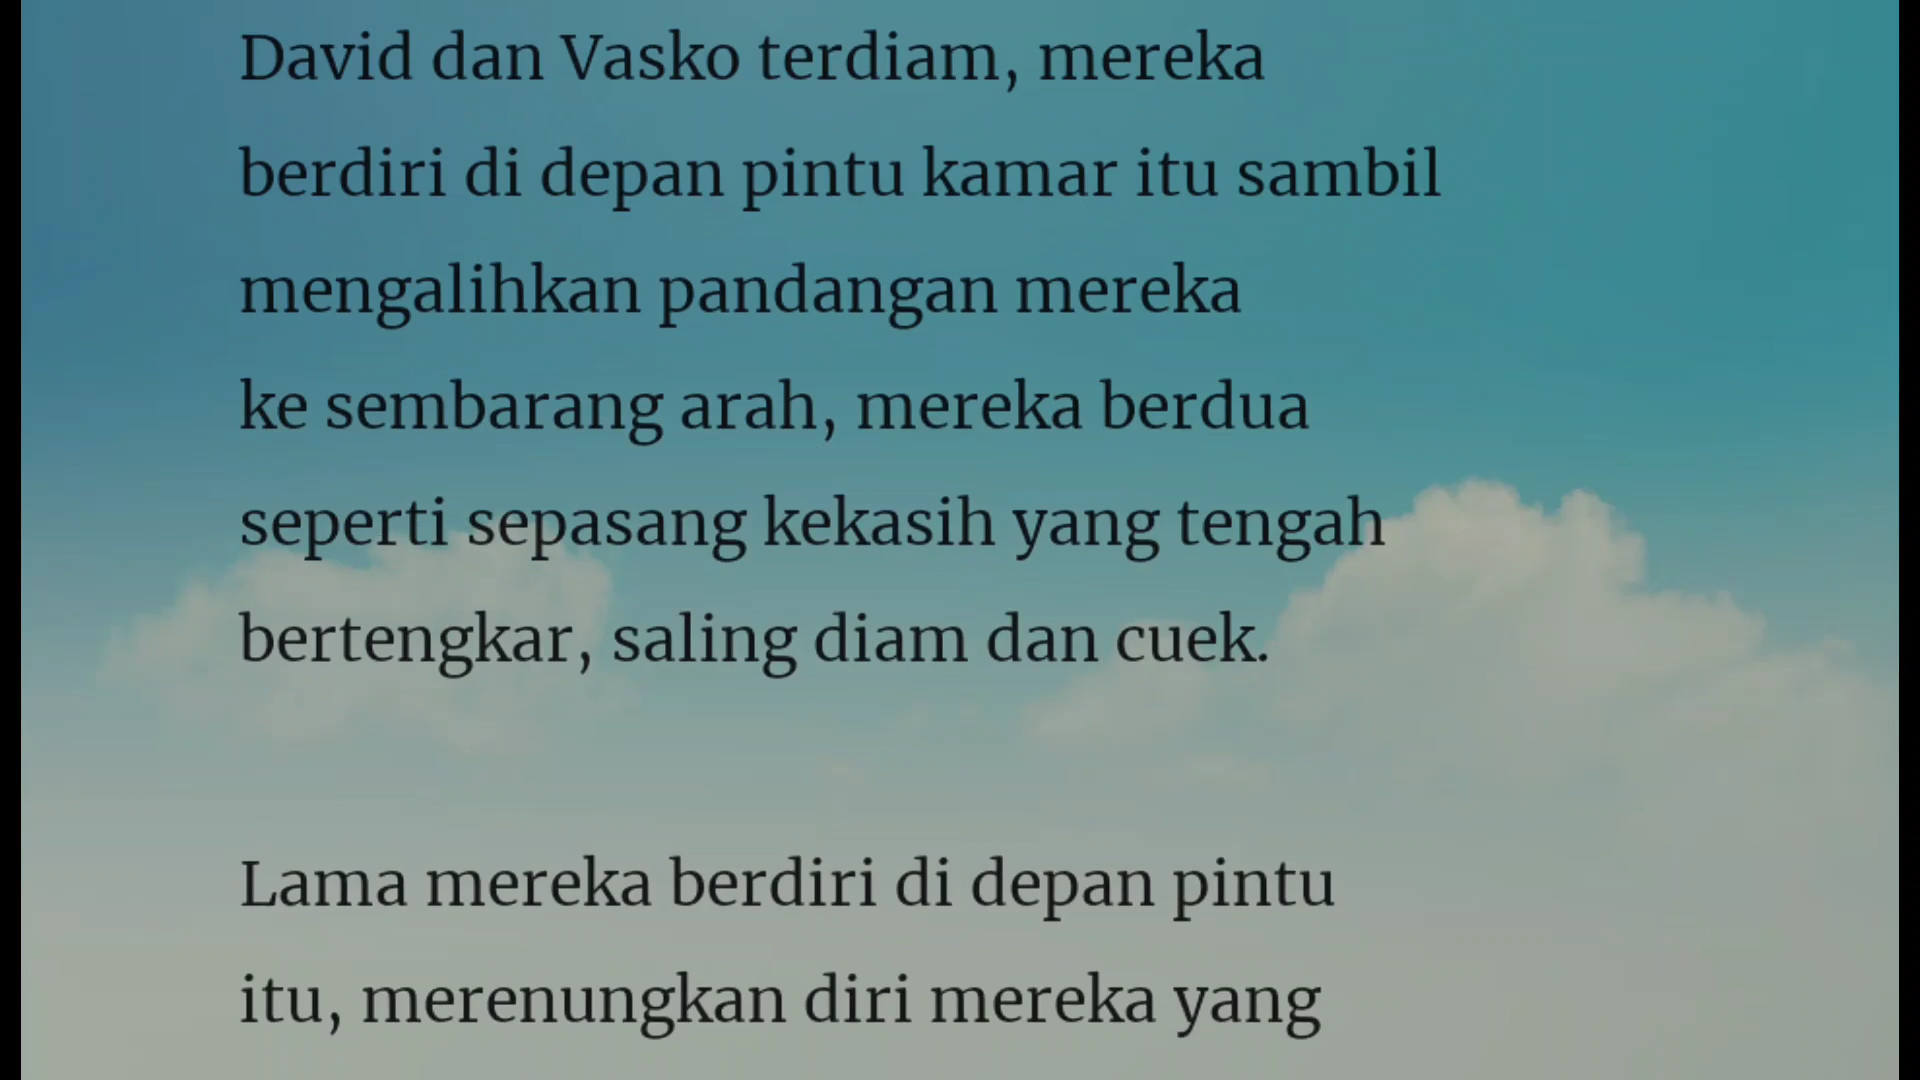 David dan Vasko terdiam, mereka
berdiri di depan pintu kamar itu sambil
mengalihkan pandangan mereka
ke sembarang arah, mereka berdua
seperti sepasang kekasih yang tengah
bertengkar, saling diam dan cuek.
Lama mereka berdiri di depan pintu
itu, merenungkan diri mereka yang